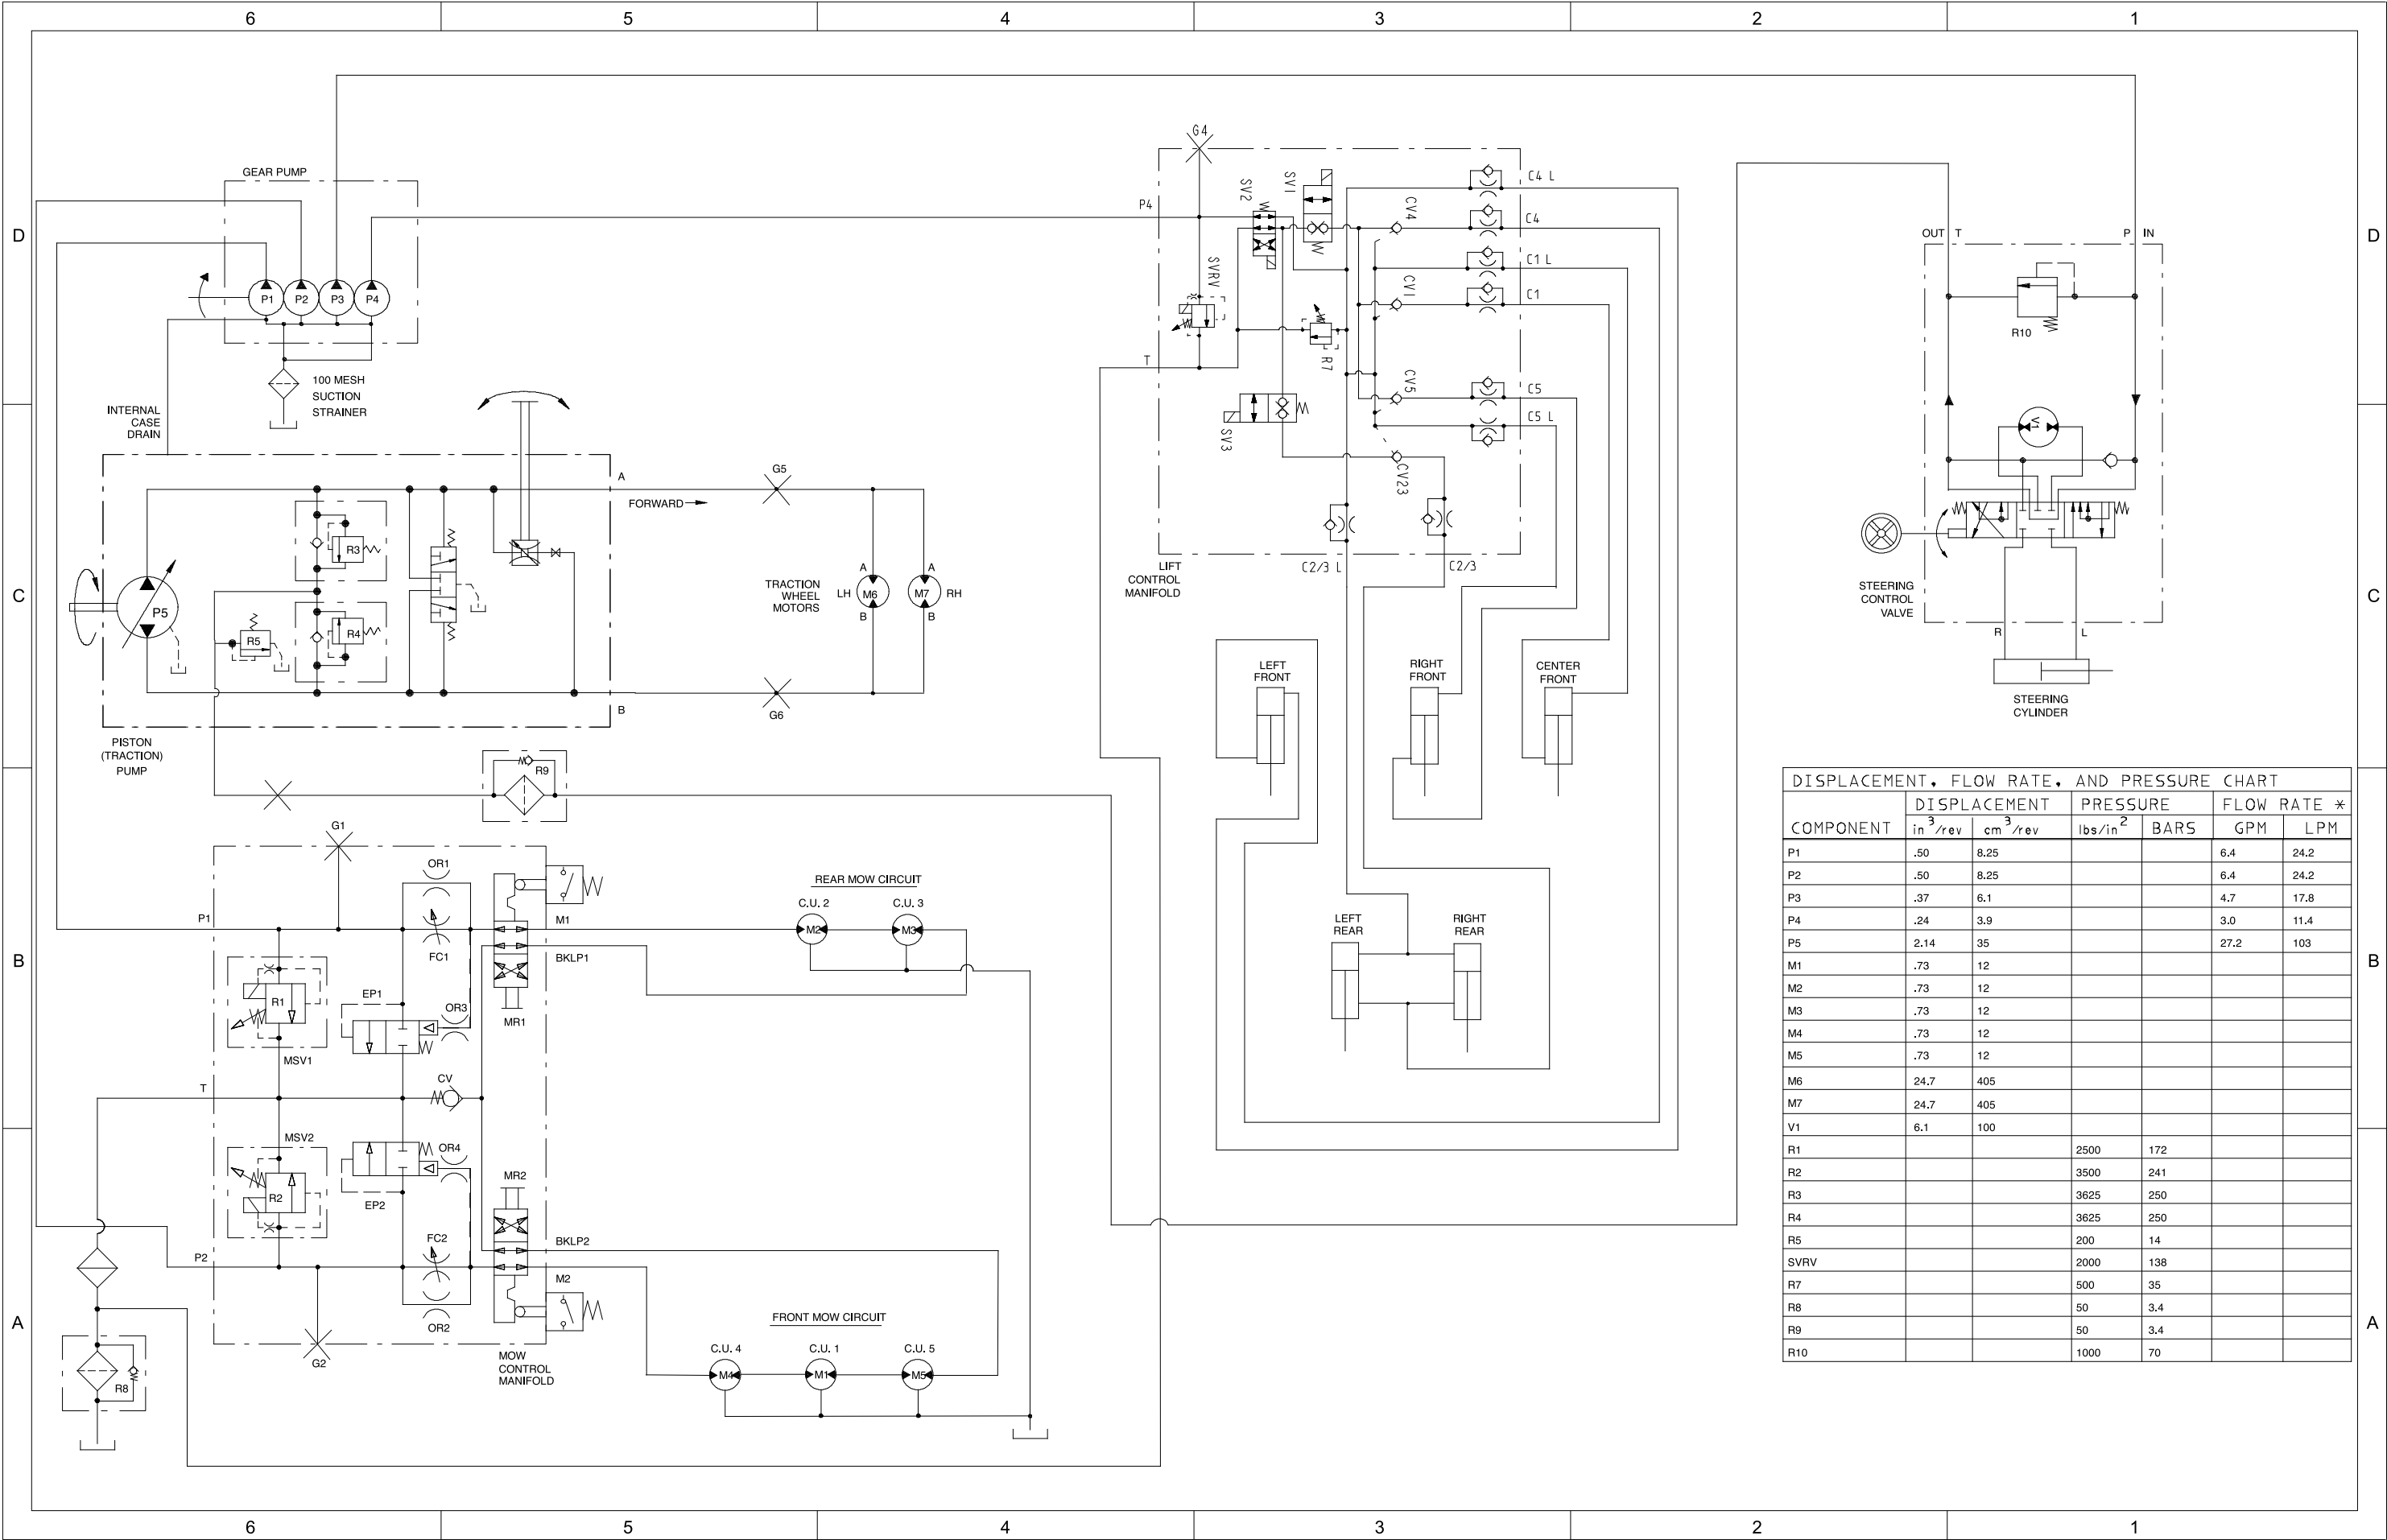 6 5 4 3 2 1
D
D
C
C
B
B
A
A
GEAR PUMP
P1 P2 P3 P4
100 MESH
SUCTION
STRAINER
INTERNAL
CASE
DRAIN
A
G5
FORWARD
R3
P5
R5
R4
TRACTION
WHEEL
MOTORS
A A
LH M6 M7 RH
B B
B
G6
PISTON
(TRACTION)
PUMP
R9
G4
P4
SV2
SV1
CV4
C4 L
C4
C1 L
SVRV
CV1
C1
R7
T
CV5
C5
C5 L
SV3
CV23
C2/3 L
C2/3
LIFT
CONTROL
MANIFOLD
LEFT
FRONT
RIGHT
FRONT
CENTER
FRONT
LEFT
REAR
RIGHT
REAR
OUT T P IN
R10
V1
STEERING
CONTROL
VALVE
R L
STEERING
CYLINDER
G1
OR1
P1
FC1
M1
BKLP1
R1
EP1
OR3
MR1
MSV1
T
CV
MSV2
OR4
MR2
R2
EP2
FC2
BKLP2
P2
M2
OR2
G2
MOW
CONTROL
MANIFOLD
R8
REAR MOW CIRCUIT
C.U. 2 C.U. 3
M2 M3
FRONT MOW CIRCUIT
C.U. 4 C.U. 1 C.U. 5
M4 M1 M5
DISPLACEMENT, FLOW RATE, AND PRESSURE CHART
DISPLACEMENT PRESSURE FLOW RATE *
COMPONENT in³/rev cm³/rev lbs/in² BARS GPM LPM
P1 .50 8.25 6.4 24.2
P2 .50 8.25 6.4 24.2
P3 .37 6.1 4.7 17.8
P4 .24 3.9 3.0 11.4
P5 2.14 35 27.2 103
M1 .73 12
M2 .73 12
M3 .73 12
M4 .73 12
M5 .73 12
M6 24.7 405
M7 24.7 405
V1 6.1 100
R1 2500 172
R2 3500 241
R3 3625 250
R4 3625 250
R5 200 14
SVRV 2000 138
R7 500 35
R8 50 3.4
R9 50 3.4
R10 1000 70
6 5 4 3 2 1